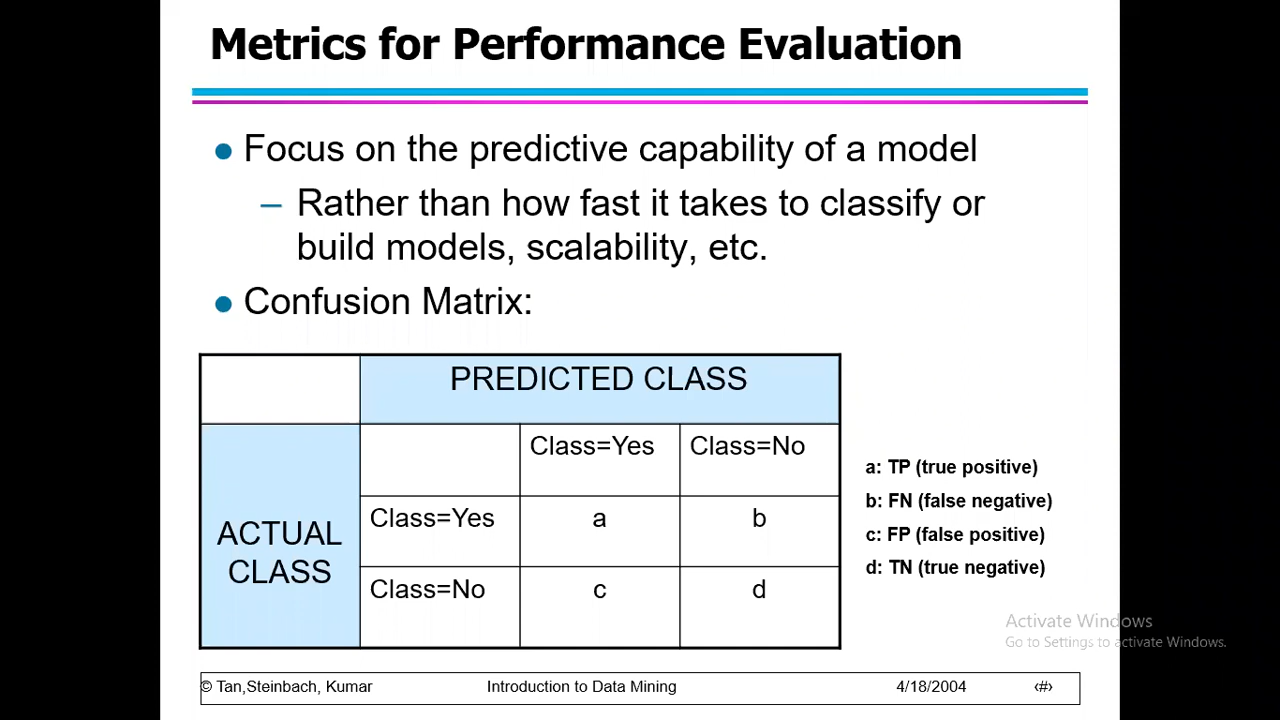 Metrics for Performance Evaluation
● Focus on the predictive capability of a model
– Rather than how fast it takes to classify or
build models, scalability, etc.
● Confusion Matrix:
PREDICTED CLASS
ACTUAL
CLASS
Class=Yes Class=No
Class=Yes a b
Class=No c d
a: TP (true positive)
b: FN (false negative)
c: FP (false positive)
d: TN (true negative)
Activate Windows
Go to Settings to activate Windows.
© Tan,Steinbach, Kumar Introduction to Data Mining 4/18/2004 ‹#›